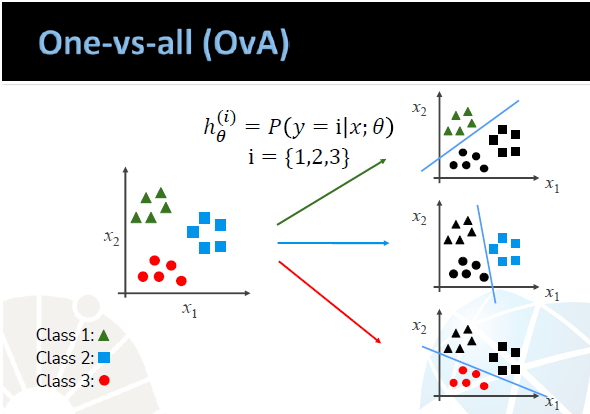 One-vs-all (OvA)
h_θ^(i) = P(y = i|x; θ)
i = {1,2,3}
x₂
x₁
Class 1:
Class 2:
Class 3:
x₂
x₁
x₂
x₁
x₂
x₁